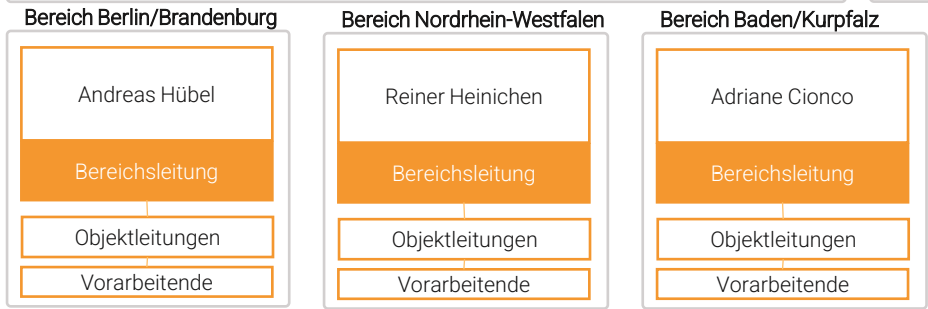 Bereich Berlin/Brandenburg
Andreas Hübel
Bereichsleitung
Objektleitungen
Vorarbeitende
Bereich Nordrhein-Westfalen
Reiner Heinichen
Bereichsleitung
Objektleitungen
Vorarbeitende
Bereich Baden/Kurpfalz
Adriane Cionco
Bereichsleitung
Objektleitungen
Vorarbeitende